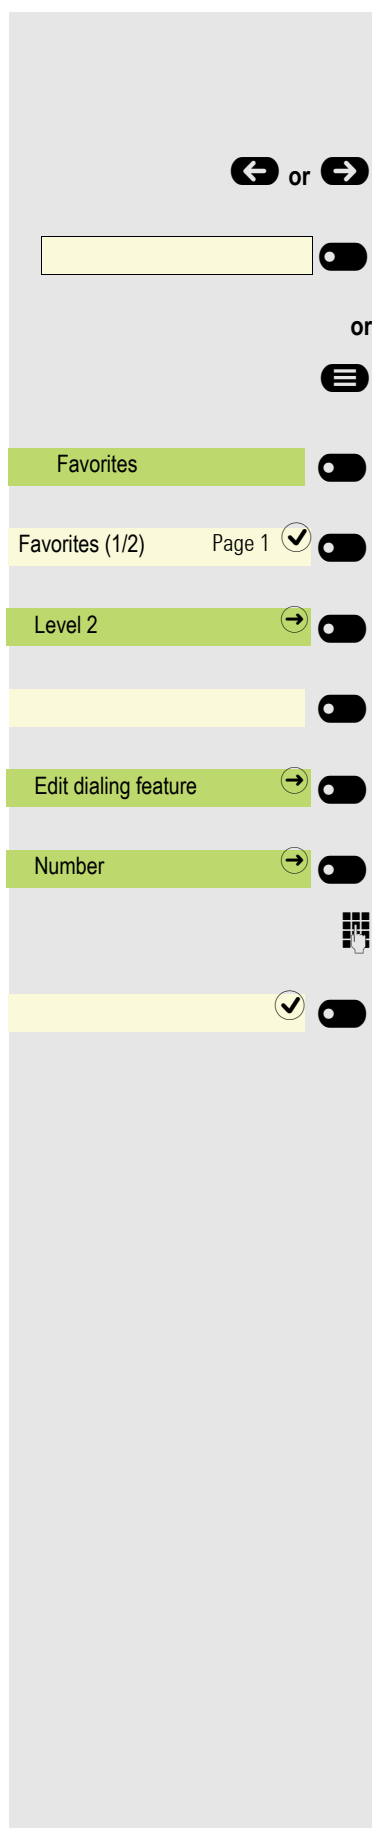 or
or
Favorites
Favorites (1/2) Page 1
Level 2
Edit dialing feature
Number